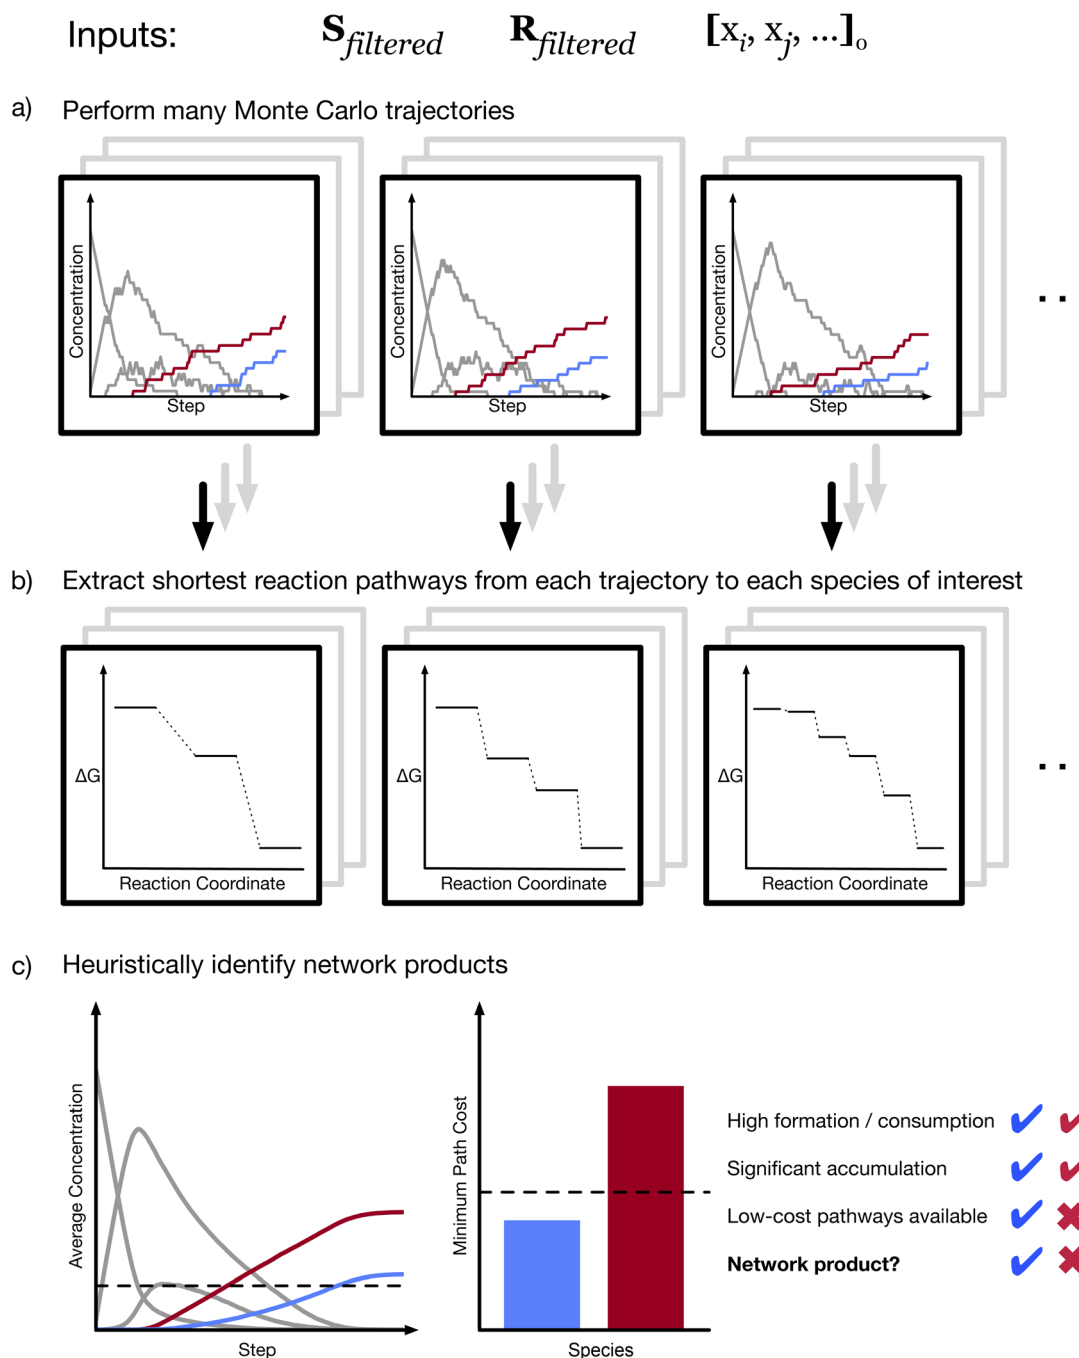 Inputs: S_filtered R_filtered [x_i, x_j, ...]_0
a) Perform many Monte Carlo trajectories
Concentration
Step
Concentration
Step
Concentration
Step
..
b) Extract shortest reaction pathways from each trajectory to each species of interest
ΔG
Reaction Coordinate
ΔG
Reaction Coordinate
ΔG
Reaction Coordinate
..
c) Heuristically identify network products
Average Concentration
Step
Minimum Path Cost
Species
High formation / consumption ✔ ✔
Significant accumulation ✔ ✔
Low-cost pathways available ✔ ✖
Network product? ✔ ✖